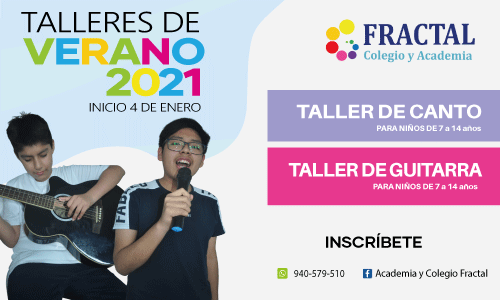 TALLERES DE
VERANO
2021
INICIO 4 DE ENERO
FRACTAL
Colegio y Academia
TALLER DE CANTO
PARA NIÑOS DE 7 a 14 años
TALLER DE GUITARRA
PARA NIÑOS DE 7 a 14 años
INSCRÍBETE
940-579-510
Academia y Colegio Fractal